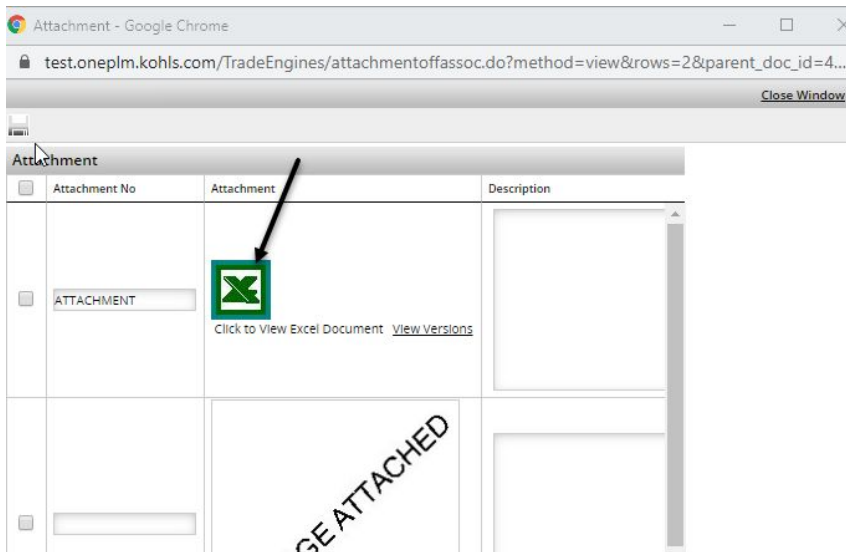 Attachment - Google Chrome
test.oneplm.kohls.com/TradeEngines/attachmentoffassoc.do?method=view&rows=2&parent_doc_id=4...
Close Window
Attachment
Attachment No Attachment Description
ATTACHMENT
Click to View Excel Document View Versions
ATTACHED